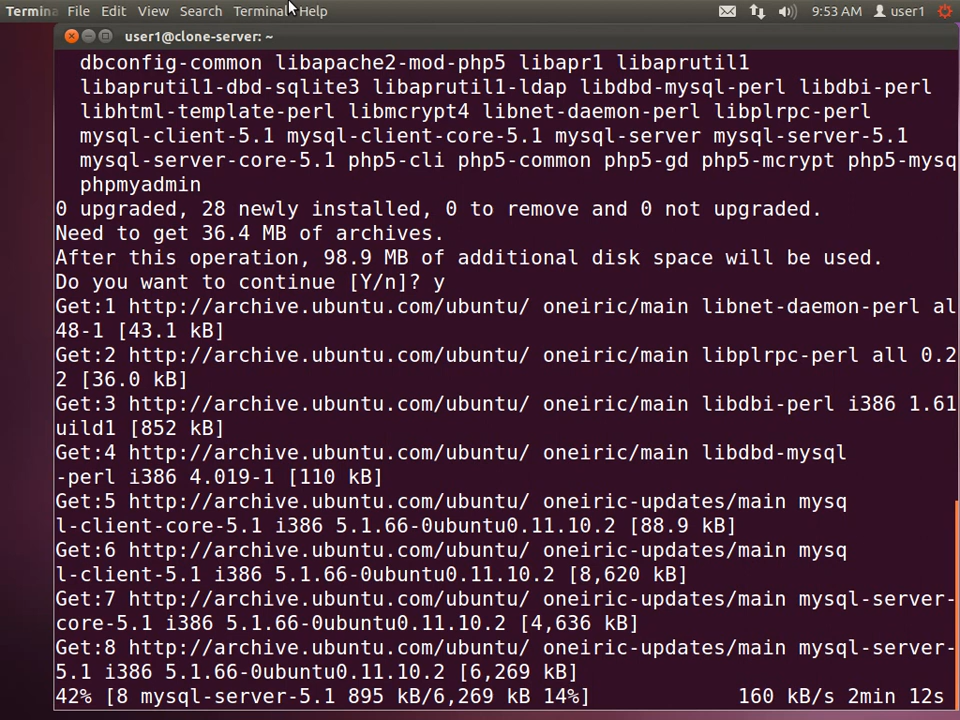 Termina File Edit View Search Terminal Help 9:53 AM user1
user1@clone-server: ~
dbconfig-common libapache2-mod-php5 libapr1 libaprutil1
libaprutil1-dbd-sqlite3 libaprutil1-ldap libdbd-mysql-perl libdbi-perl
libhtml-template-perl libmcrypt4 libnet-daemon-perl libplrpc-perl
mysql-client-5.1 mysql-client-core-5.1 mysql-server mysql-server-5.1
mysql-server-core-5.1 php5-cli php5-common php5-gd php5-mcrypt php5-mysq
phpmyadmin
0 upgraded, 28 newly installed, 0 to remove and 0 not upgraded.
Need to get 36.4 MB of archives.
After this operation, 98.9 MB of additional disk space will be used.
Do you want to continue [Y/n]? y
Get:1 http://archive.ubuntu.com/ubuntu/ oneiric/main libnet-daemon-perl al
48-1 [43.1 kB]
Get:2 http://archive.ubuntu.com/ubuntu/ oneiric/main libplrpc-perl all 0.2
2 [36.0 kB]
Get:3 http://archive.ubuntu.com/ubuntu/ oneiric/main libdbi-perl i386 1.61
uild1 [852 kB]
Get:4 http://archive.ubuntu.com/ubuntu/ oneiric/main libdbd-mysql
-perl i386 4.019-1 [110 kB]
Get:5 http://archive.ubuntu.com/ubuntu/ oneiric-updates/main mysq
l-client-core-5.1 i386 5.1.66-0ubuntu0.11.10.2 [88.9 kB]
Get:6 http://archive.ubuntu.com/ubuntu/ oneiric-updates/main mysq
l-client-5.1 i386 5.1.66-0ubuntu0.11.10.2 [8,620 kB]
Get:7 http://archive.ubuntu.com/ubuntu/ oneiric-updates/main mysql-server-
core-5.1 i386 5.1.66-0ubuntu0.11.10.2 [4,636 kB]
Get:8 http://archive.ubuntu.com/ubuntu/ oneiric-updates/main mysql-server-
5.1 i386 5.1.66-0ubuntu0.11.10.2 [6,269 kB]
42% [8 mysql-server-5.1 895 kB/6,269 kB 14%] 160 kB/s 2min 12s